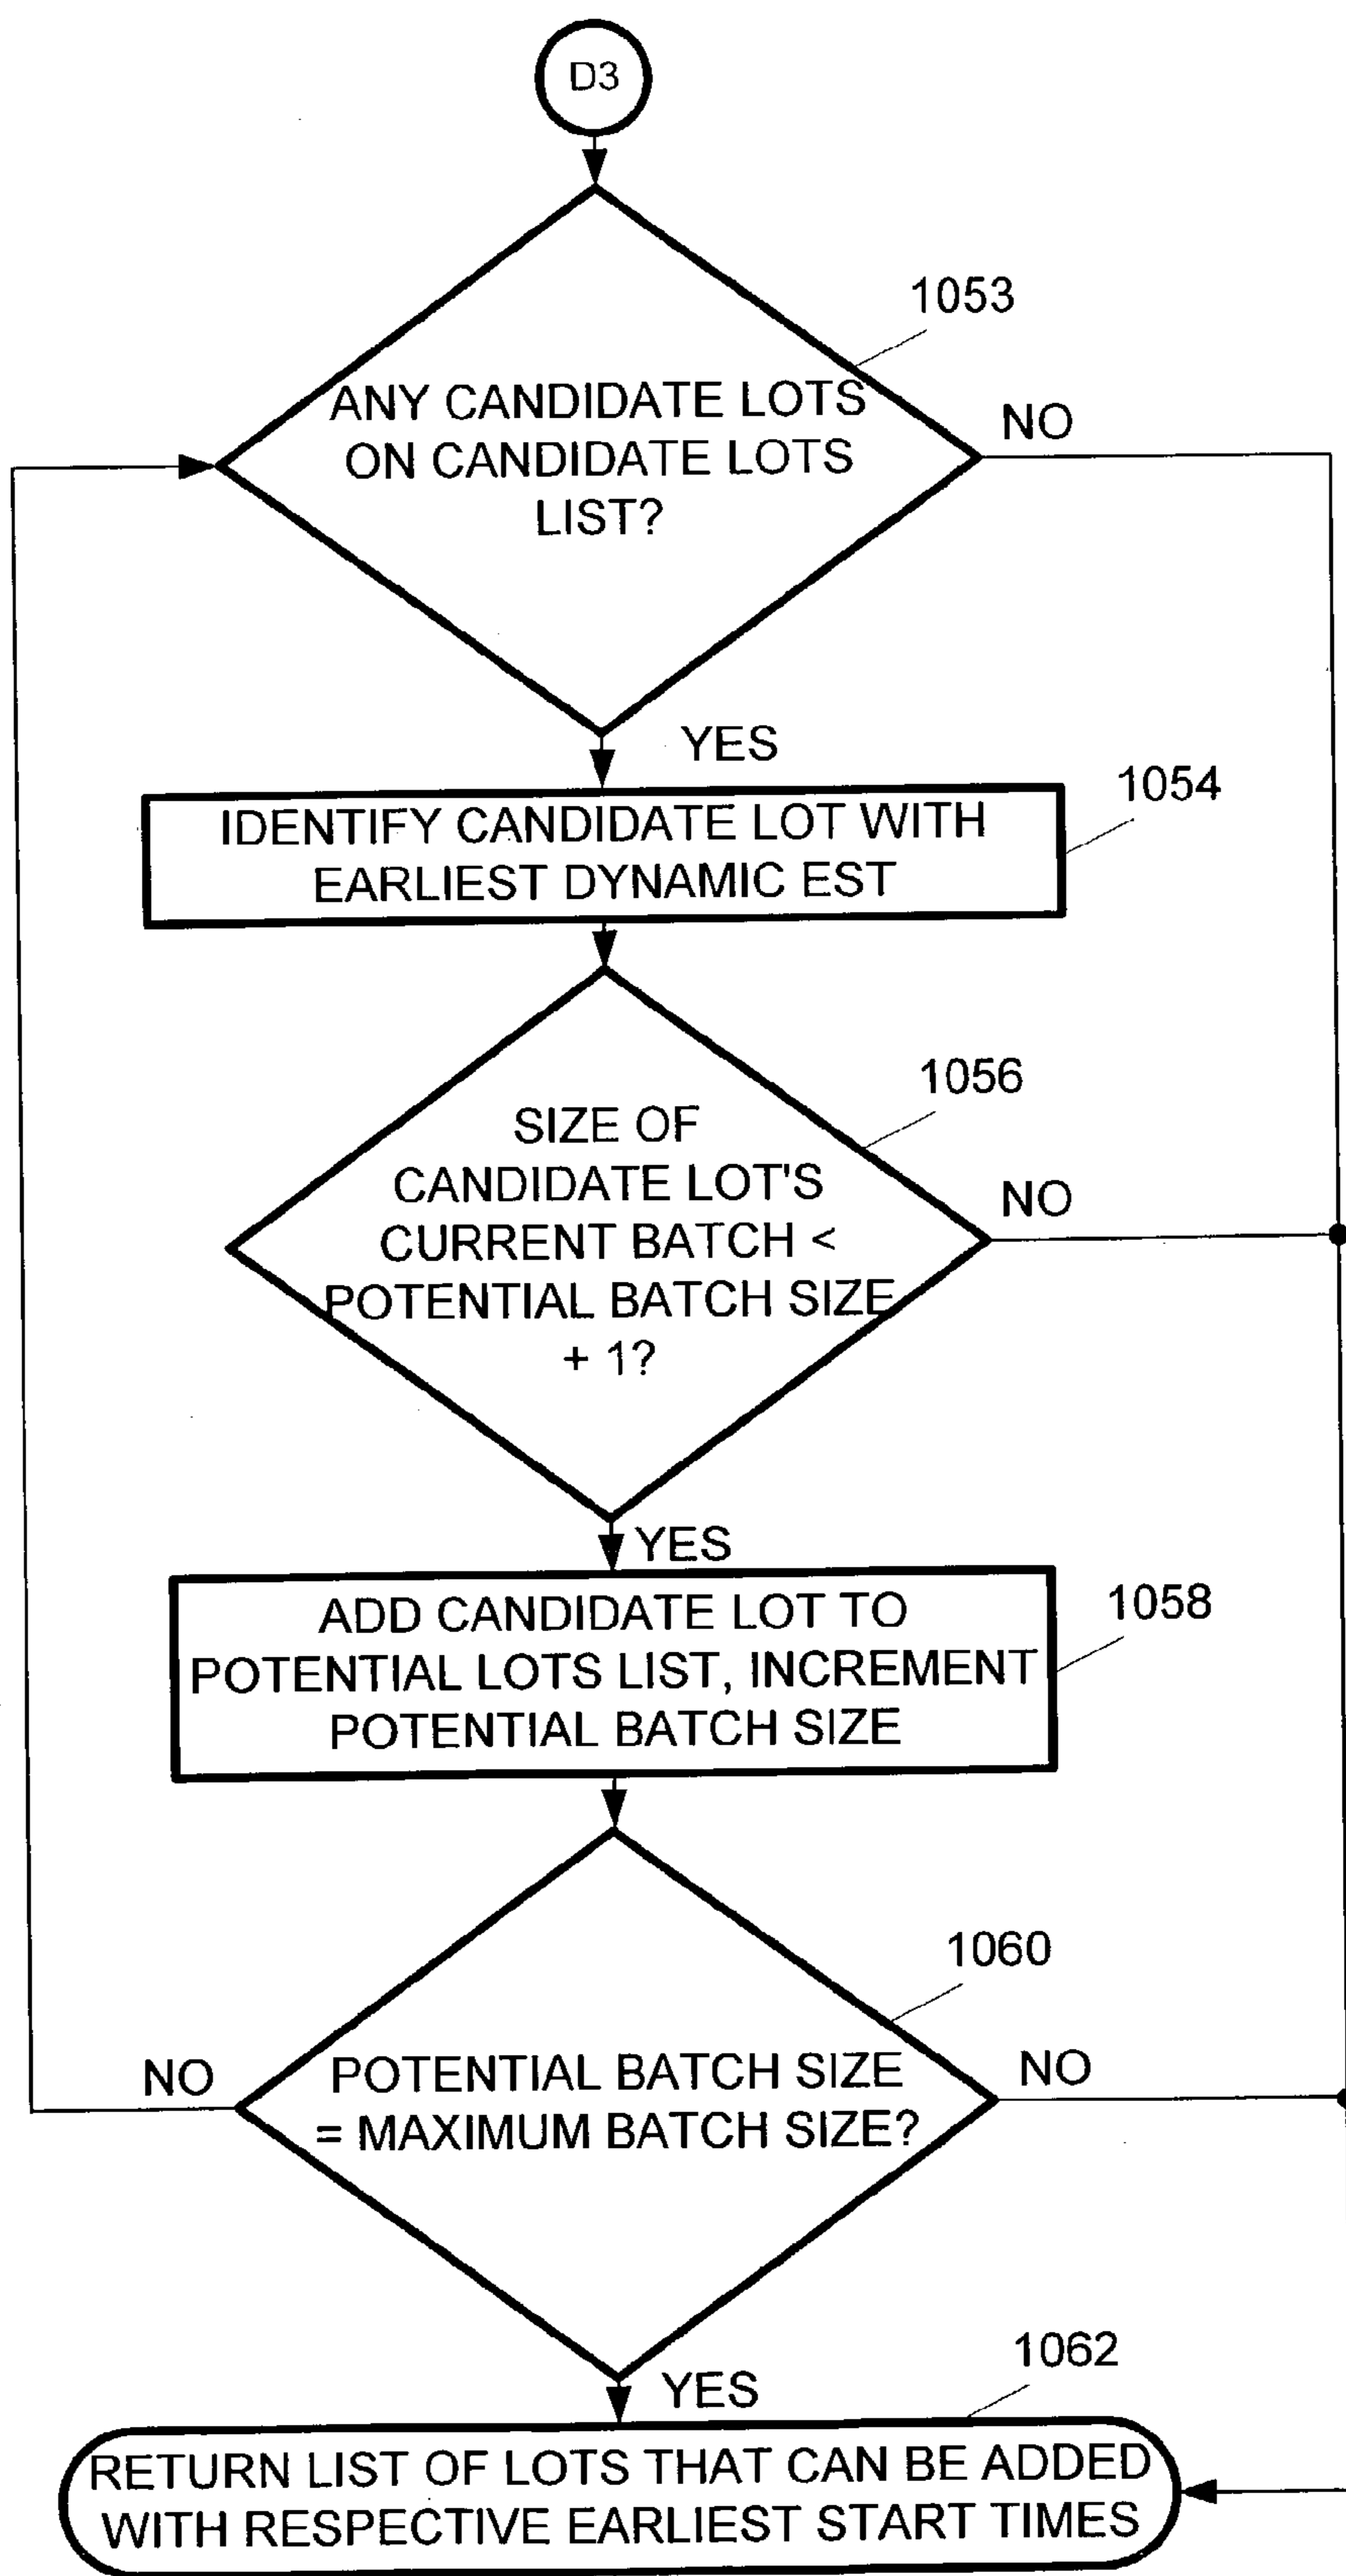 D3
1053
ANY CANDIDATE LOTS
ON CANDIDATE LOTS
LIST?
NO
YES
1054
IDENTIFY CANDIDATE LOT WITH
EARLIEST DYNAMIC EST
1056
SIZE OF
CANDIDATE LOT'S
CURRENT BATCH <
POTENTIAL BATCH SIZE
+ 1?
NO
YES
1058
ADD CANDIDATE LOT TO
POTENTIAL LOTS LIST, INCREMENT
POTENTIAL BATCH SIZE
1060
NO
POTENTIAL BATCH SIZE
= MAXIMUM BATCH SIZE?
NO
YES
1062
RETURN LIST OF LOTS THAT CAN BE ADDED
WITH RESPECTIVE EARLIEST START TIMES